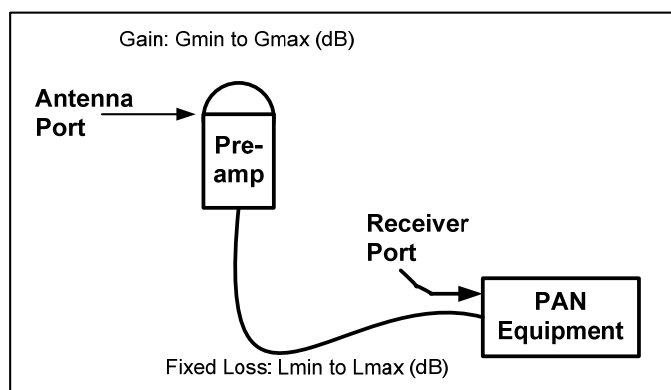 Gain: Gmin to Gmax (dB)
Antenna
Port
Pre-
amp
Receiver
Port
PAN
Equipment
Fixed Loss: Lmin to Lmax (dB)